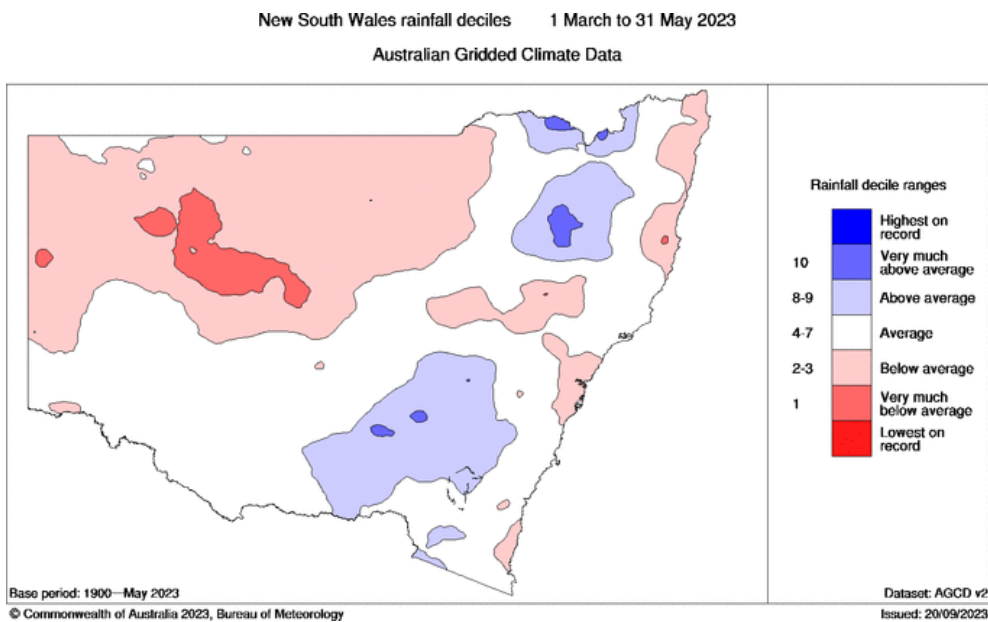 New South Wales rainfall deciles 1 March to 31 May 2023
Australian Gridded Climate Data
Rainfall decile ranges
Highest on
record
10 Very much
above average
8-9 Above average
4-7 Average
2-3 Below average
1 Very much
below average
Lowest on
record
Base period: 1900—May 2023
Dataset: AGCD v2
© Commonwealth of Australia 2023, Bureau of Meteorology
Issued: 20/09/2023